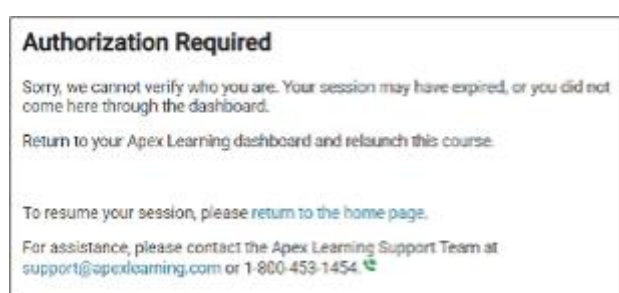 Authorization Required
Sorry, we cannot verify who you are. Your session may have expired, or you did not
come here through the dashboard.
Return to your Apex Learning dashboard and relaunch this course.
To resume your session, please return to the home page.
For assistance, please contact the Apex Learning Support Team at
support@apexlearning.com or 1-800-453-1454.